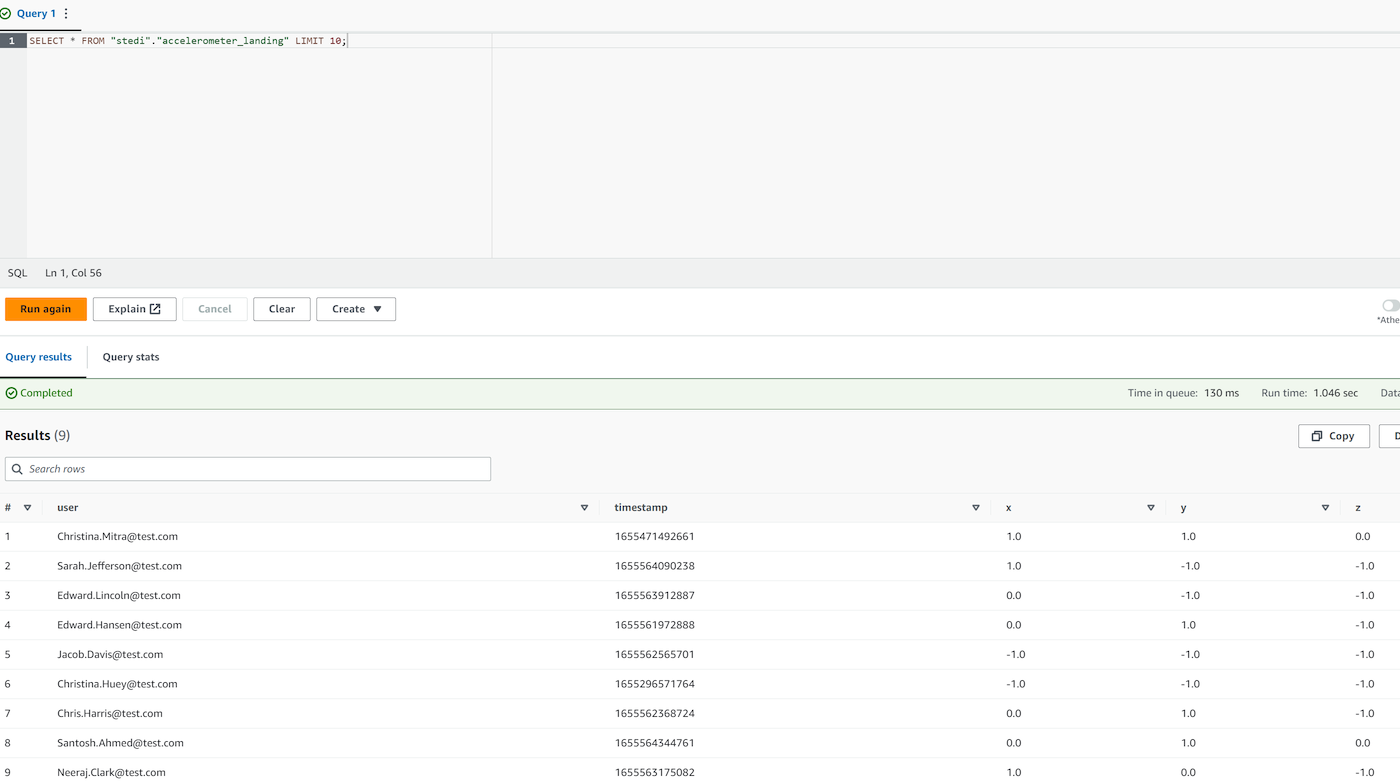 Query 1
1 SELECT * FROM "stedi"."accelerometer_landing" LIMIT 10;
SQL Ln 1, Col 56
Run again Explain Cancel Clear Create
*Athe
Query results Query stats
Completed Time in queue: 130 ms Run time: 1.046 sec Data
Results (9) Copy D
Search rows
# user timestamp x y z
1 Christina.Mitra@test.com 1655471492661 1.0 1.0 0.0
2 Sarah.Jefferson@test.com 1655564090238 1.0 -1.0 -1.0
3 Edward.Lincoln@test.com 1655563912887 0.0 -1.0 -1.0
4 Edward.Hansen@test.com 1655561972888 0.0 1.0 -1.0
5 Jacob.Davis@test.com 1655562565701 -1.0 -1.0 -1.0
6 Christina.Huey@test.com 1655296571764 -1.0 -1.0 -1.0
7 Chris.Harris@test.com 1655562368724 0.0 1.0 -1.0
8 Santosh.Ahmed@test.com 1655564344761 0.0 1.0 0.0
9 Neeraj.Clark@test.com 1655563175082 1.0 0.0 -1.0